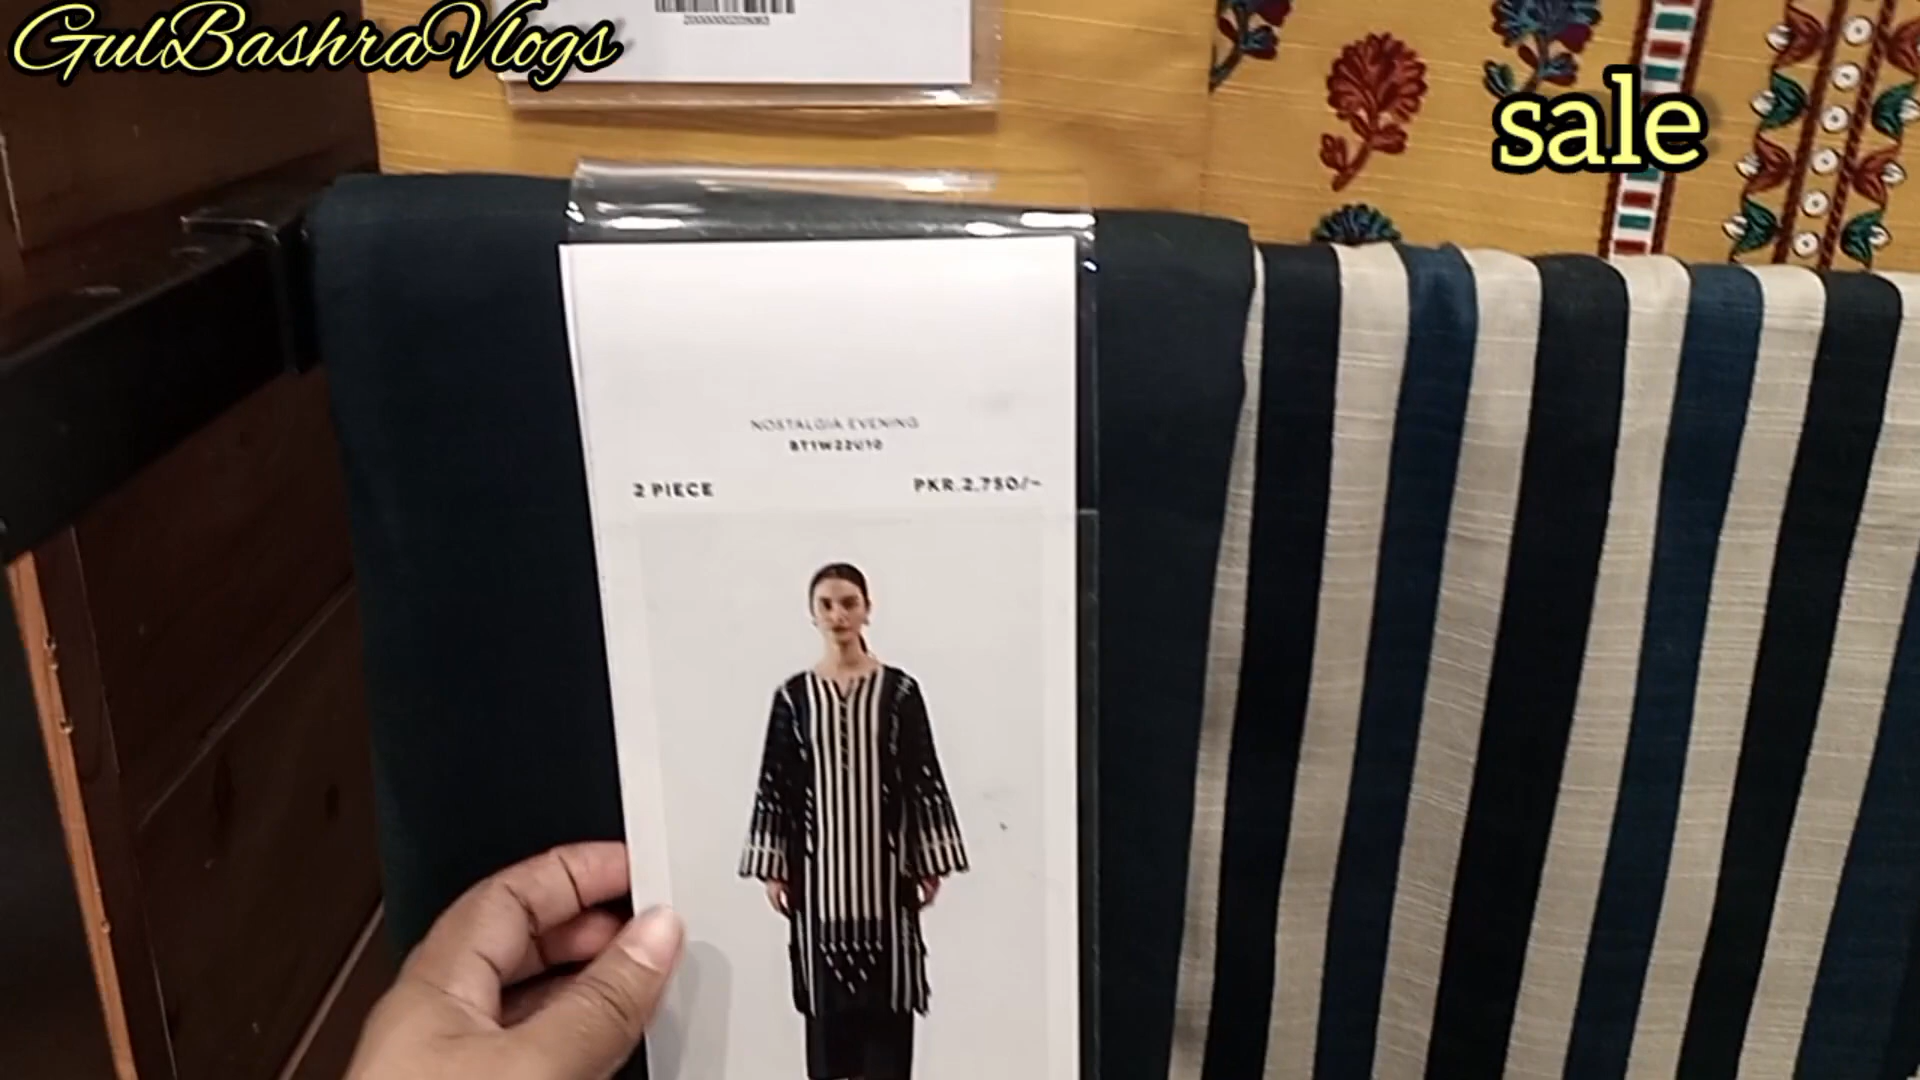 GulBashraVlogs
sale
NOSTALGIA EVENING
BT1W22U10
2 PIECE
PKR.2,750/-